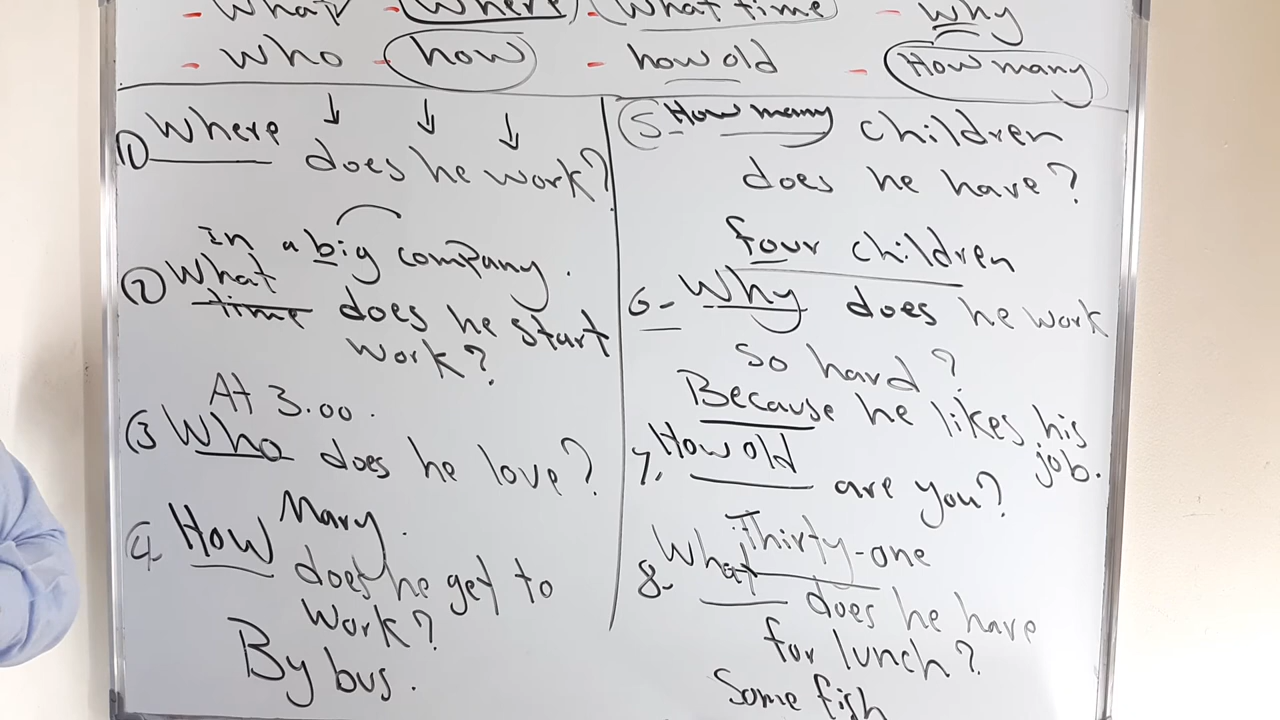 - What - Where - What time - Why
- who - how - how old - How many
1) Where does he work?
In a big company.
2) What time does he start
work?
At 3.00.
3) Who does he love?
Mary.
4. How does he get to
work?
By bus.
5- How many children
does he have?
four children
6- Why does he work
so hard?
Because he likes his
job.
7. How old are you?
Thirty-one
8. What does he have
for lunch?
Some fish